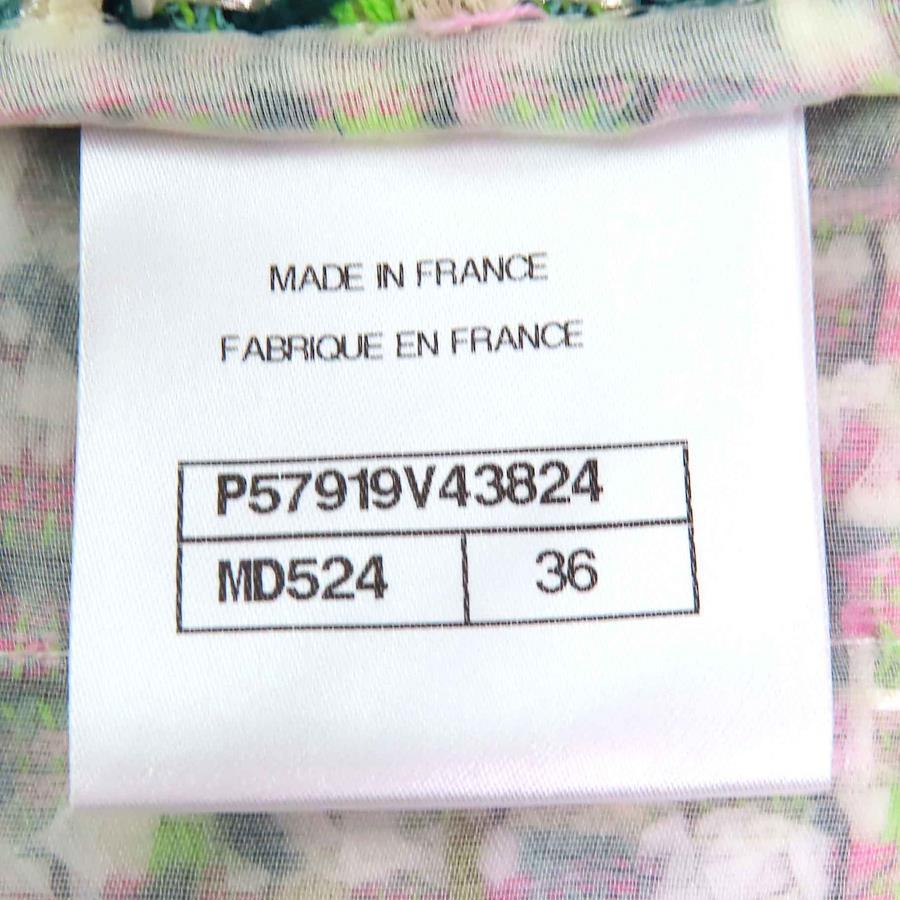 MADE IN FRANCE
FABRIQUE EN FRANCE
P57919V43824
MD524 36